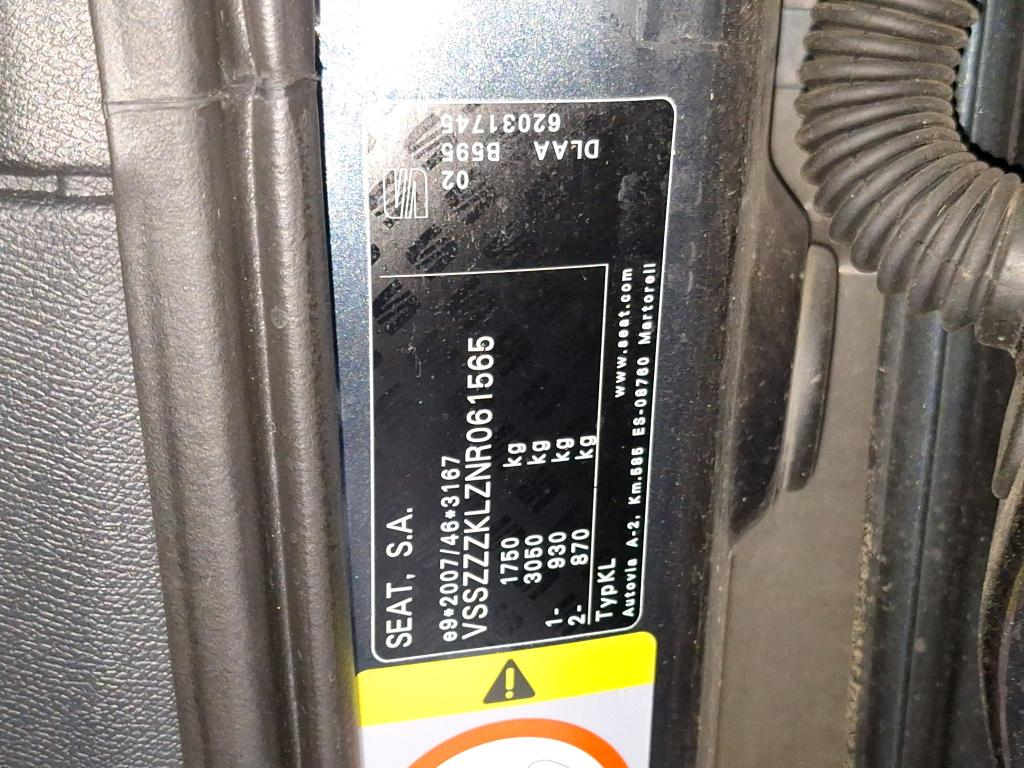 SEAT, S.A.
e9*2007/46*3167
VSSZZZKLZNR061565
1750 kg
3050 kg
1- 930 kg
2- 870 kg
TypKL
www.seat.com
Autovia A-2, Km.585 ES-08760 Martorell
02
B595
DLAA
62031745